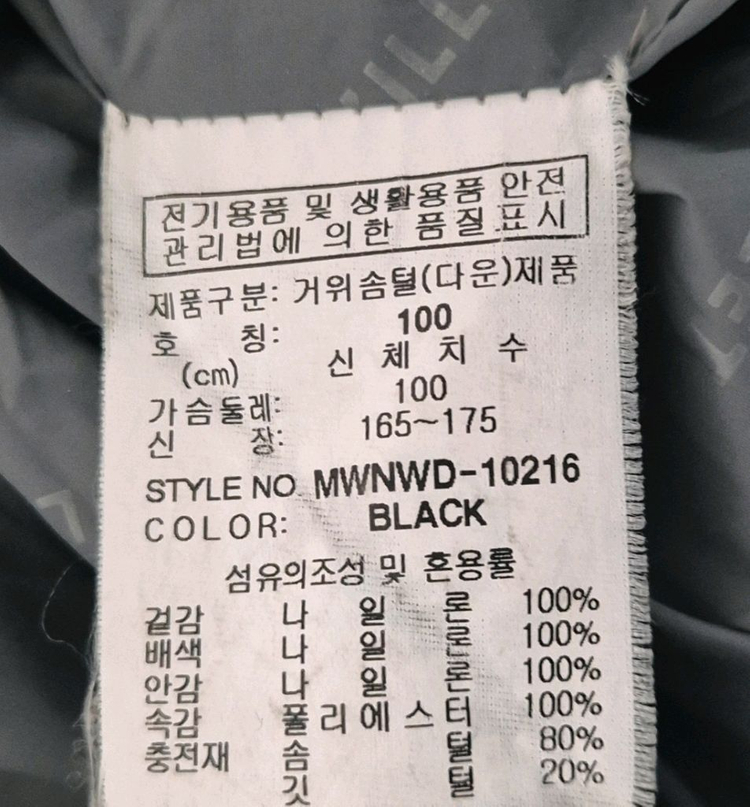 전기용품 및 생활용품 안전
관리법에 의한 품질표시
제품구분: 거위솜털(다운)제품
호 칭: 100
(cm) 신 체 치 수
가슴둘레: 100
신 장: 165~175
STYLE NO MWNWD-10216
COLOR: BLACK
섬유의조성 및 혼용률
겉감 나 일 론 100%
배색 나 일 론 100%
안감 나 일 론 100%
속감 폴리에스터 100%
충전재 솜 털 80%
깃 털 20%